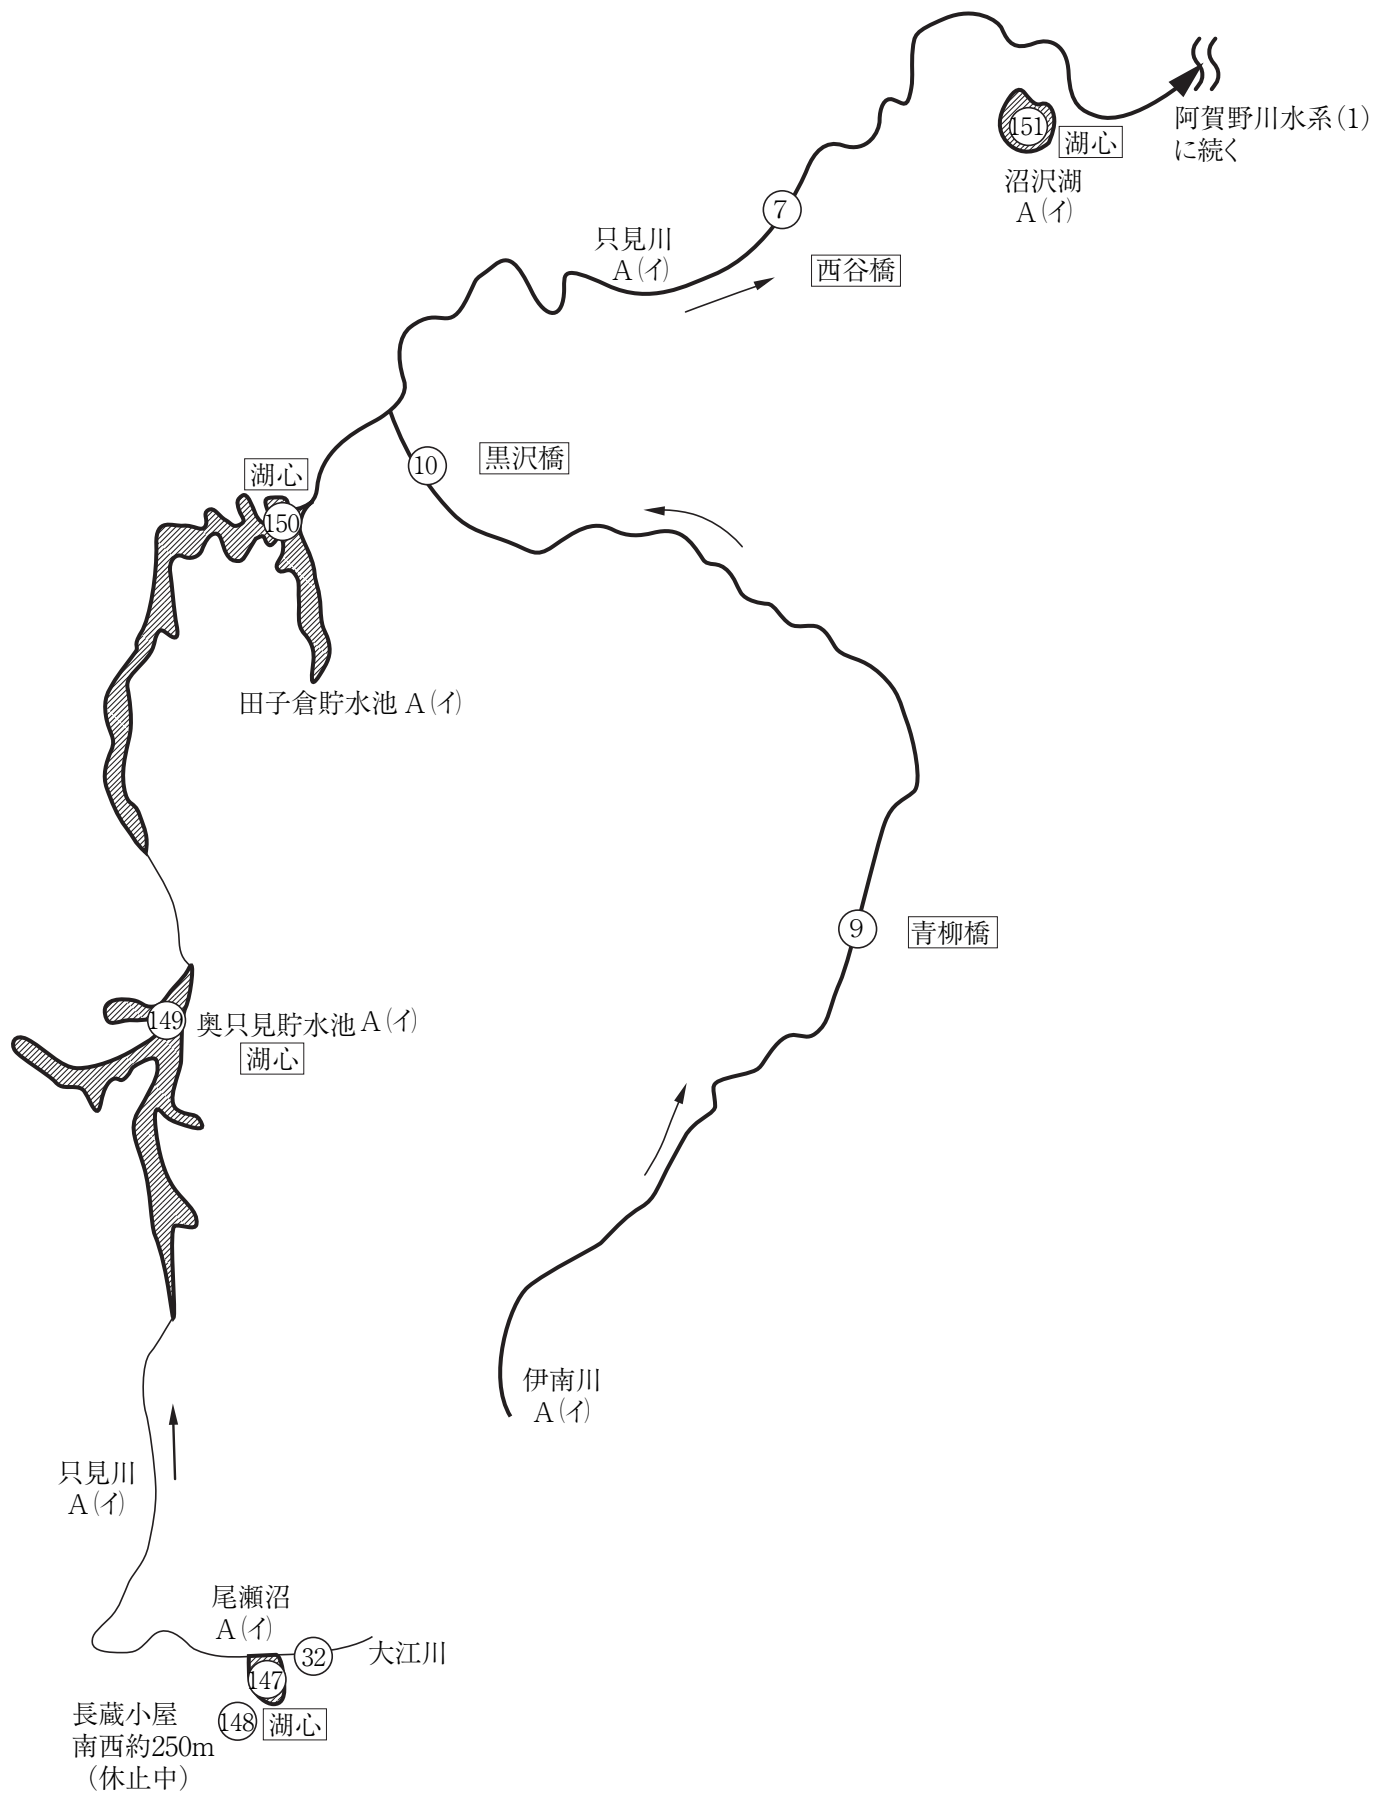 阿賀野川水系(1)
に続く
151
湖心
沼沢湖
A(イ)
7
只見川
A(イ)
西谷橋
10
黒沢橋
湖心
150
田子倉貯水池 A(イ)
9
青柳橋
149
奥只見貯水池 A(イ)
湖心
伊南川
A(イ)
只見川
A(イ)
尾瀬沼
A(イ)
32
大江川
147
148
湖心
長蔵小屋
南西約250m
(休止中)